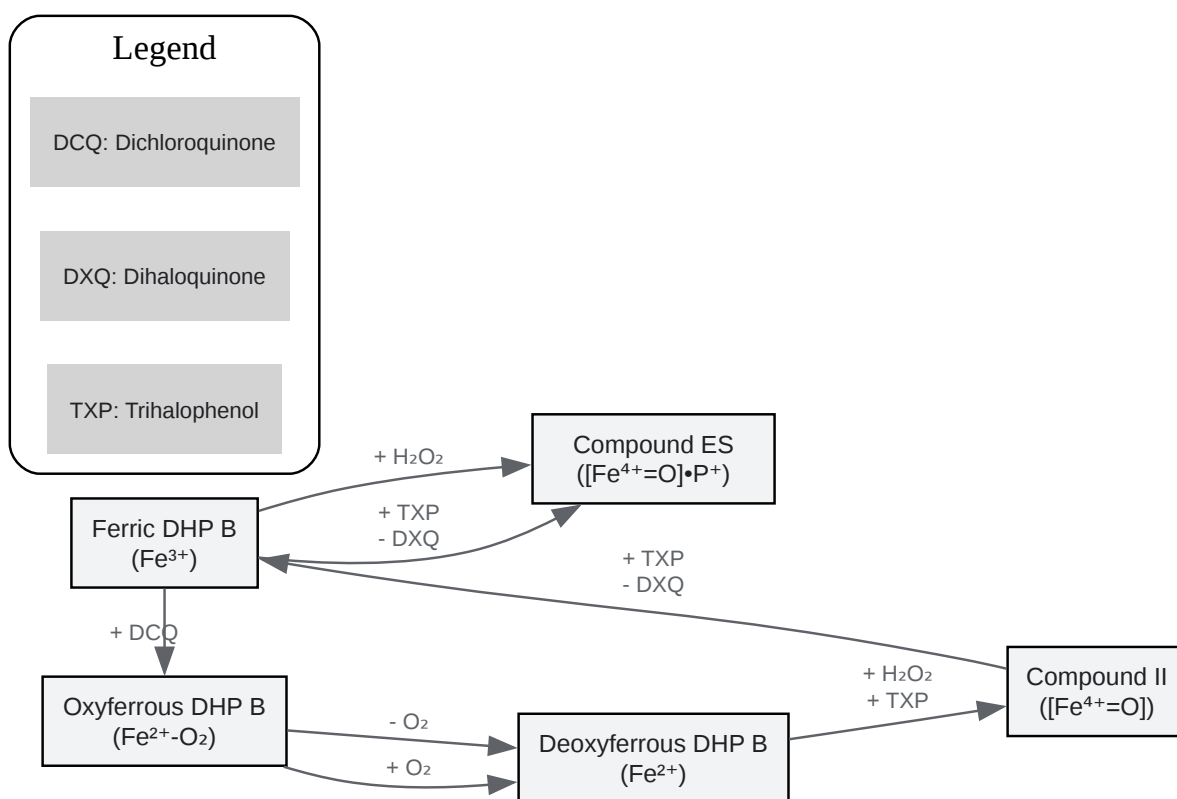 Legend
DCQ: Dichloroquinone
DXQ: Dihaloquinone
TXP: Trihalophenol
Compound ES
([Fe⁴⁺=O]•P⁺)
+ H₂O₂
+ TXP
- DXQ
Ferric DHP B
(Fe³⁺)
+ TXP
- DXQ
+ DCQ
+ H₂O₂
+ TXP
Compound II
([Fe⁴⁺=O])
Oxyferrous DHP B
(Fe²⁺-O₂)
- O₂
+ O₂
Deoxyferrous DHP B
(Fe²⁺)